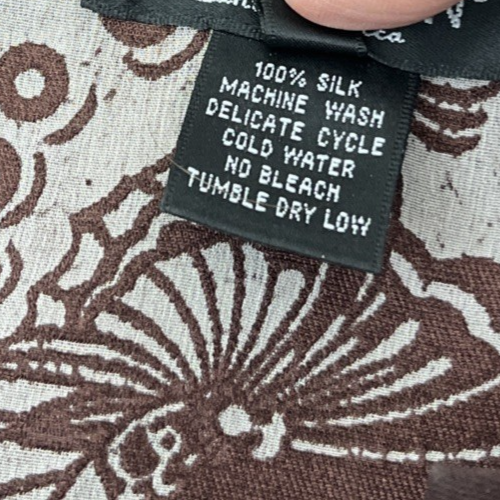 100% SILK
MACHINE WASH
DELICATE CYCLE
COLD WATER
NO BLEACH
TUMBLE DRY LOW